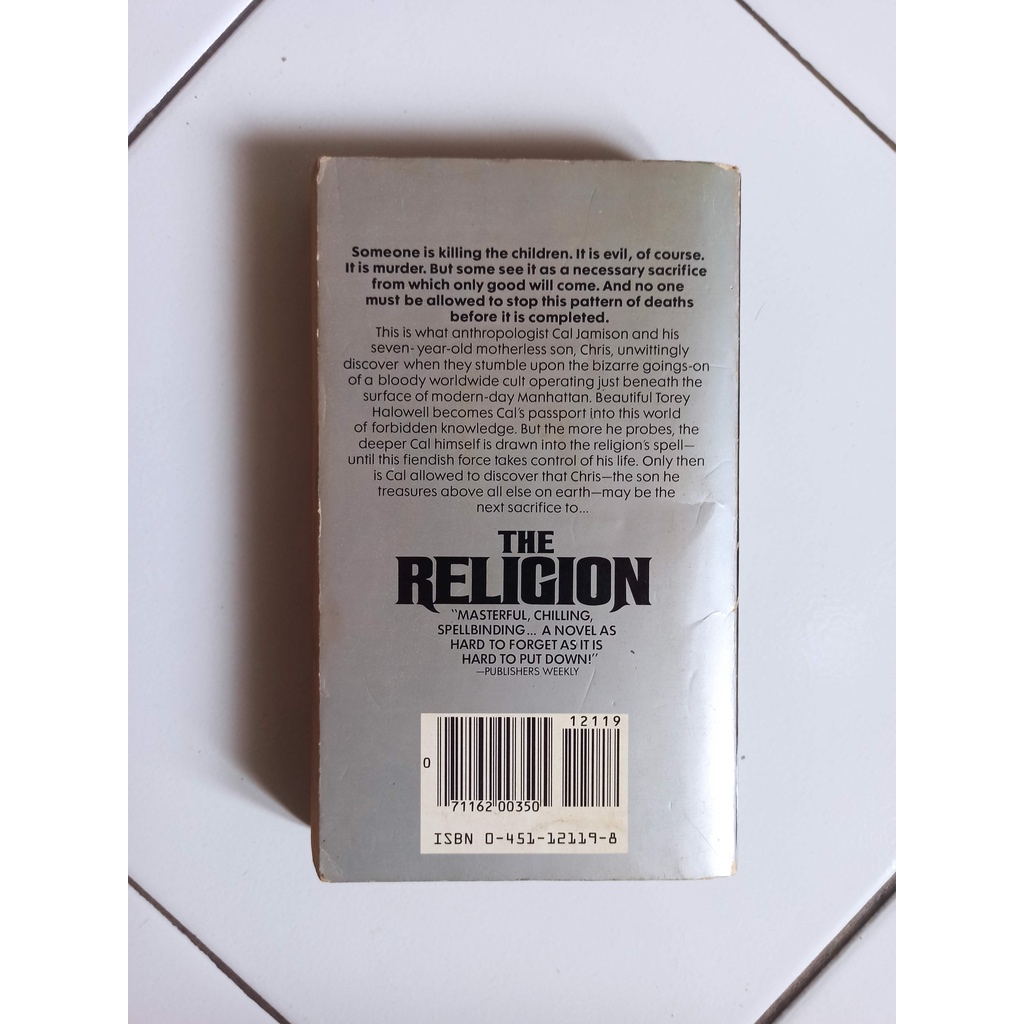 Someone is killing the children. It is evil, of course.
It is murder. But some see it as a necessary sacrifice
from which only good will come. And no one
must be allowed to stop this pattern of deaths
before it is completed.
This is what anthropologist Cal Jamison and his
seven-year-old motherless son, Chris, unwittingly
discover when they stumble upon the bizarre goings-on
of a bloody worldwide cult operating just beneath the
surface of modern-day Manhattan. Beautiful Torey
Halowell becomes Cal's passport into this world
of forbidden knowledge. But the more he probes, the
deeper Cal himself is drawn into the religion's spell—
until this fiendish force takes control of his life. Only then
is Cal allowed to discover that Chris—the son he
treasures above all else on earth—may be the
next sacrifice to...
THE
RELIGION
"MASTERFUL, CHILLING,
SPELLBINDING... A NOVEL AS
HARD TO FORGET AS IT IS
HARD TO PUT DOWN!"
—PUBLISHERS WEEKLY
12119
0
71162 00350
ISBN 0-451-12119-8